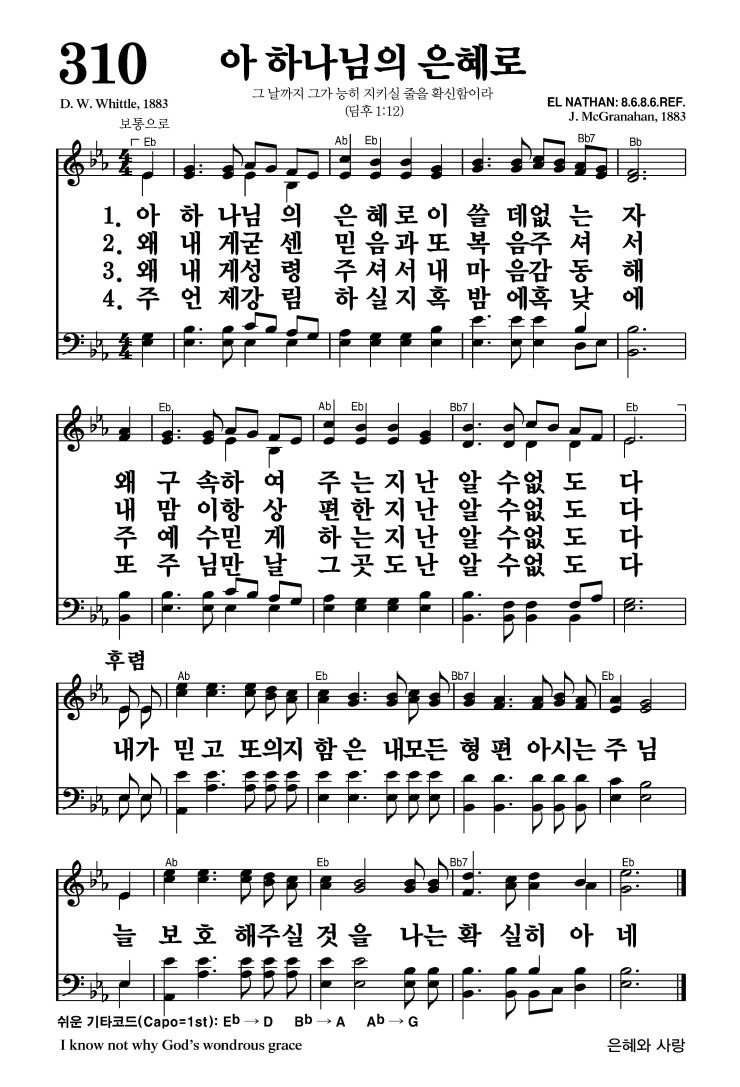 310
아 하나님의 은혜로
그 날까지 그가 능히 지키실 줄을 확신함이라
(딤후 1:12)
D. W. Whittle, 1883
EL NATHAN: 8.6.8.6.REF.
J. McGranahan, 1883
보통으로
Eb Ab Eb Bb7 Bb
1. 아 하 나님 의 은 혜 로 이 쓸 데없 는 자
2. 왜 내 게굳 센 믿 음 과 또 복 음주 셔 서
3. 왜 내 게성 령 주 셔 서 내 마 음감 동 해
4. 주 언 제강 림 하 실 지 혹 밤 에혹 낮 에
Eb Ab Eb Bb7 Eb
왜 구 속하 여 주 는 지 난 알 수없 도 다
내 맘 이항 상 편 한 지 난 알 수없 도 다
주 예 수믿 게 하 는 지 난 알 수없 도 다
또 주 님만 날 그 곳 도 난 알 수없 도 다
후렴
Ab Eb Bb7 Eb
내가 믿 고 또의지 함 은 내모든 형 편 아시는 주 님
Ab Eb Bb7 Eb
늘 보 호 해주실 것 을 나는 확 실히 아 네
쉬운 기타코드(Capo=1st): Eb → D Bb → A Ab → G
I know not why God's wondrous grace
은혜와 사랑